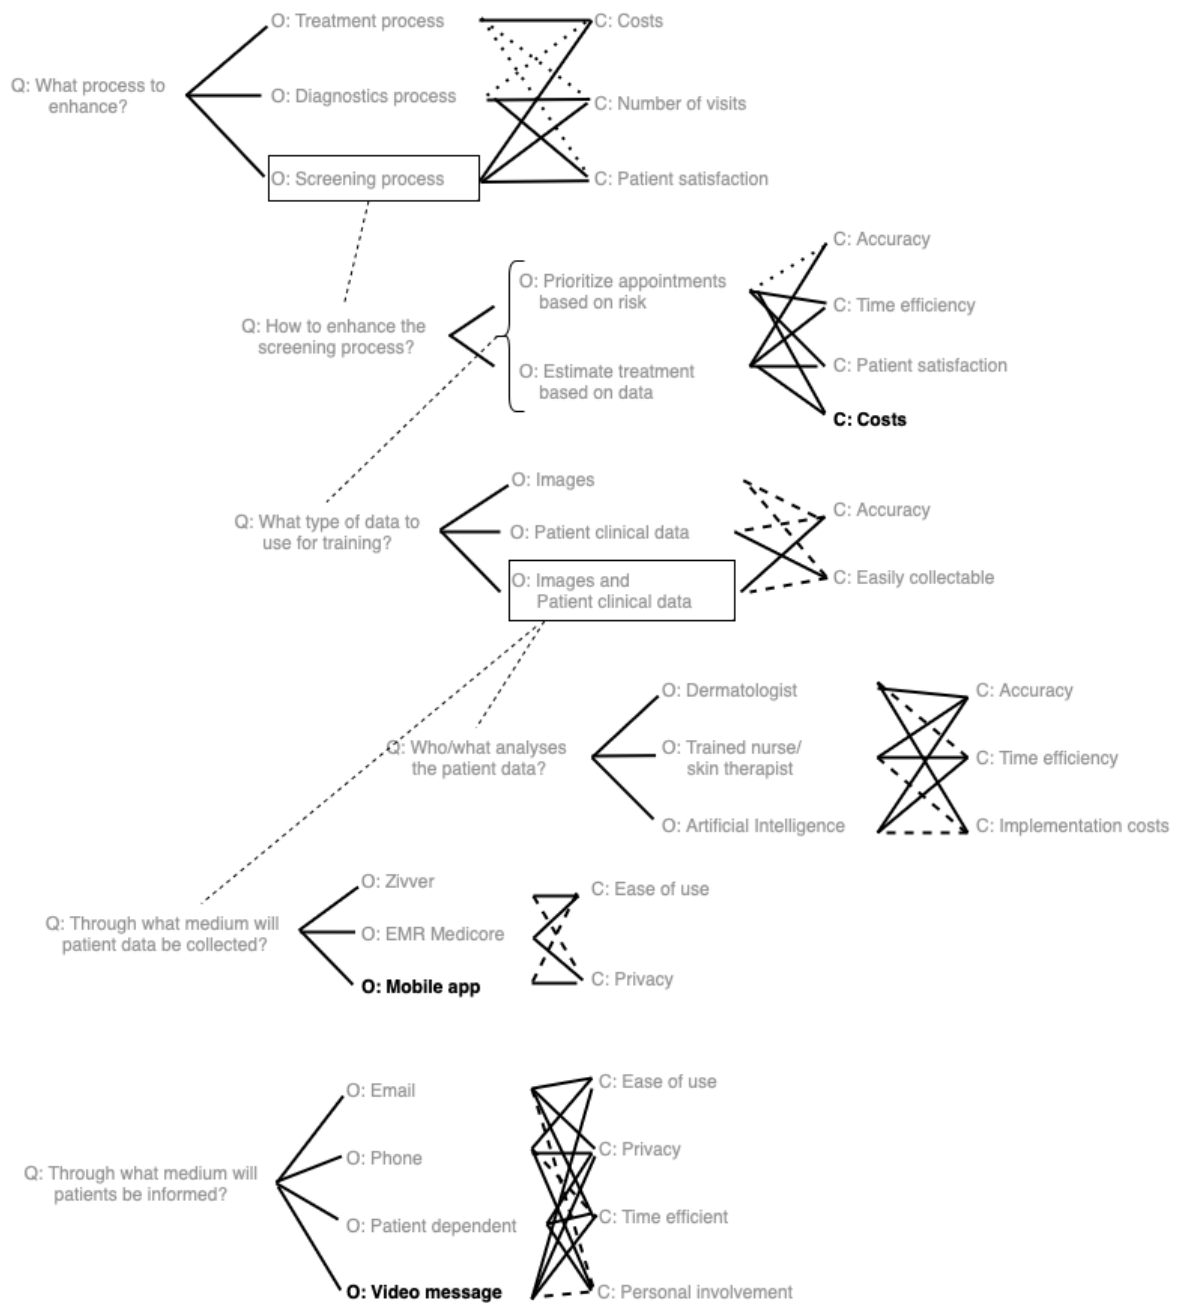 O: Treatment process
C: Costs
Q: What process to
enhance?
O: Diagnostics process
C: Number of visits
O: Screening process
C: Patient satisfaction
Q: How to enhance the
screening process?
O: Prioritize appointments
based on risk
O: Estimate treatment
based on data
C: Accuracy
C: Time efficiency
C: Patient satisfaction
C: Costs
Q: What type of data to
use for training?
O: Images
O: Patient clinical data
O: Images and
Patient clinical data
C: Accuracy
C: Easily collectable
Q: Who/what analyses
the patient data?
O: Dermatologist
O: Trained nurse/
skin therapist
O: Artificial Intelligence
C: Accuracy
C: Time efficiency
C: Implementation costs
Q: Through what medium will
patient data be collected?
O: Zivver
O: EMR Medicore
O: Mobile app
C: Ease of use
C: Privacy
Q: Through what medium will
patients be informed?
O: Email
O: Phone
O: Patient dependent
O: Video message
C: Ease of use
C: Privacy
C: Time efficient
C: Personal involvement